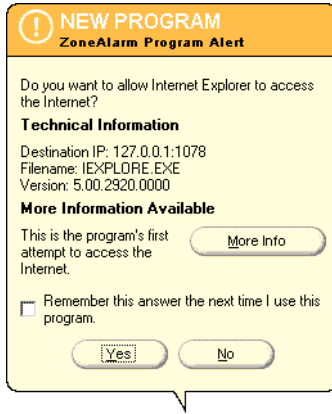 NEW PROGRAM
ZoneAlarm Program Alert
Do you want to allow Internet Explorer to access
the Internet?
Technical Information
Destination IP: 127.0.0.1:1078
Filename: IEXPLORE.EXE
Version: 5.00.2920.0000
More Information Available
This is the program's first
attempt to access the
Internet.
More Info
Remember this answer the next time I use this
program.
Yes
No